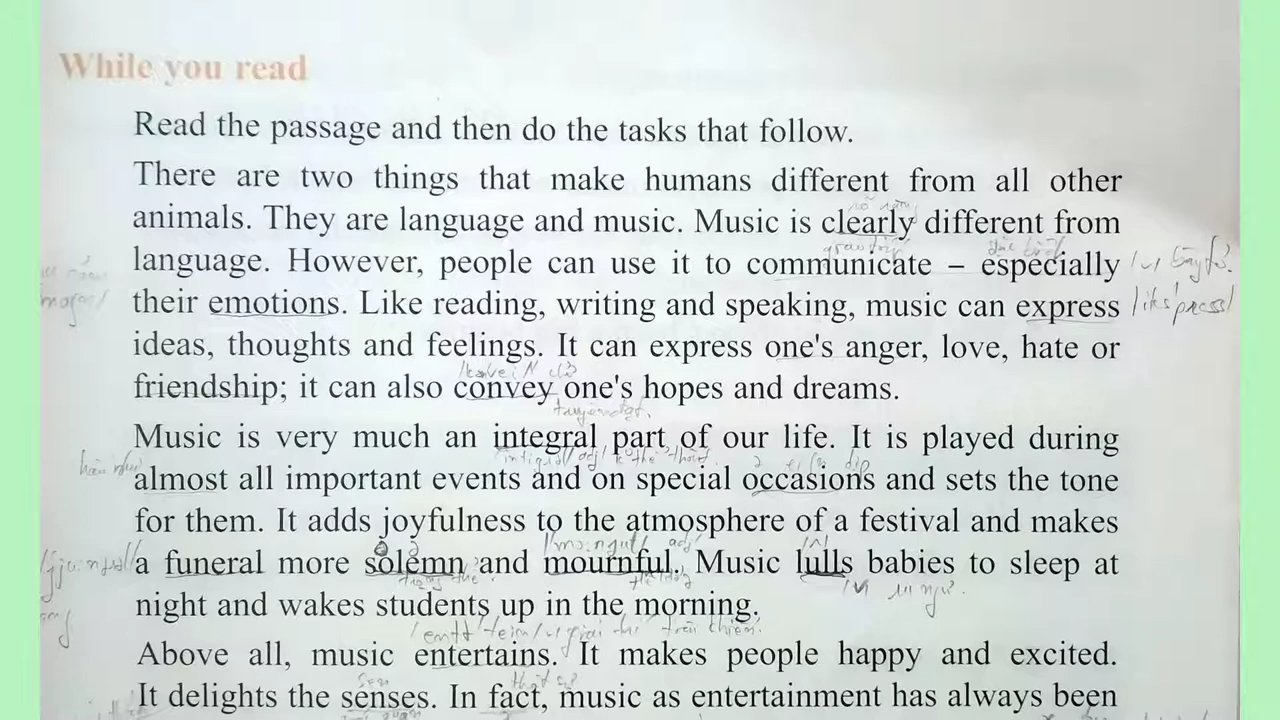 While you read
Read the passage and then do the tasks that follow.
There are two things that make humans different from all other
animals. They are language and music. Music is clearly different from
language. However, people can use it to communicate – especially
their emotions. Like reading, writing and speaking, music can express
ideas, thoughts and feelings. It can express one's anger, love, hate or
friendship; it can also convey one's hopes and dreams.
Music is very much an integral part of our life. It is played during
almost all important events and on special occasions and sets the tone
for them. It adds joyfulness to the atmosphere of a festival and makes
a funeral more solemn and mournful. Music lulls babies to sleep at
night and wakes students up in the morning.
Above all, music entertains. It makes people happy and excited.
It delights the senses. In fact, music as entertainment has always been